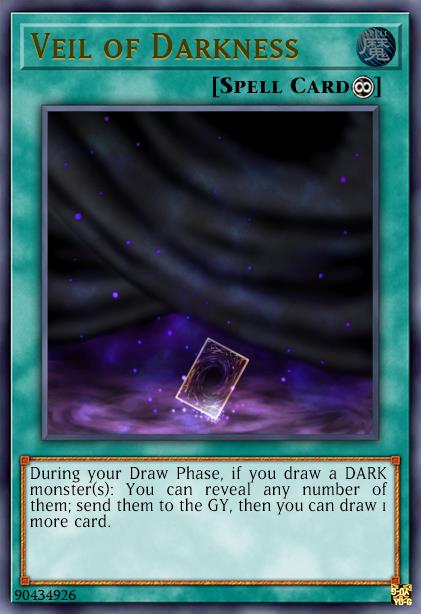 VEIL OF DARKNESS
魔
[SPELL CARD]
During your Draw Phase, if you draw a DARK
monster(s): You can reveal any number of
them; send them to the GY, then you can draw 1
more card.
90434926